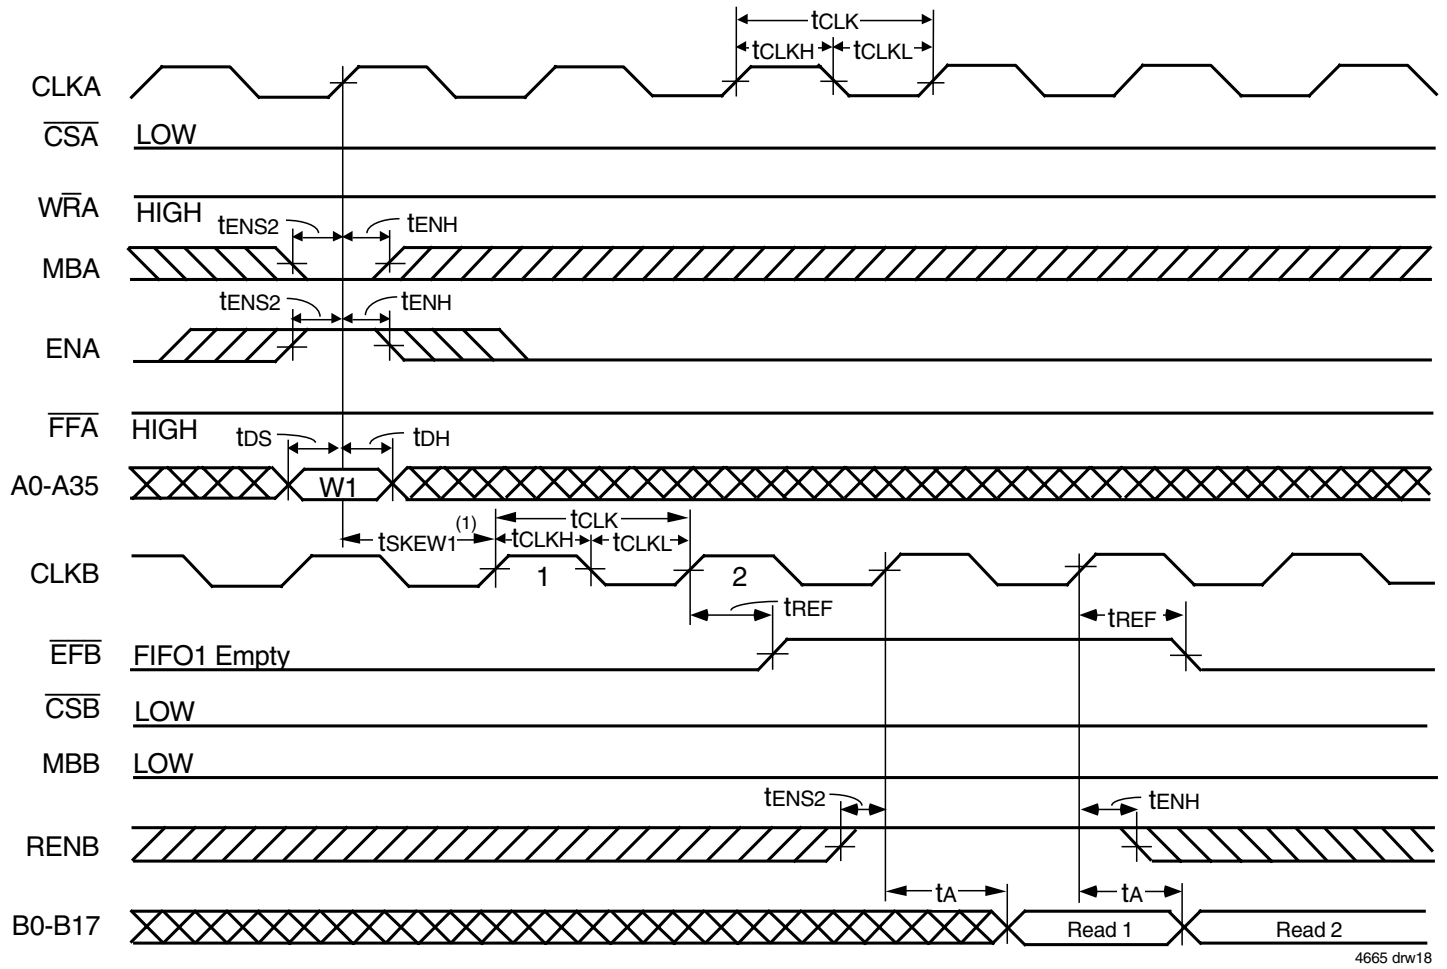 tCLK
tCLKH tCLKL
CLKA
CSA LOW
WRA HIGH
tENS2 tENH
MBA
tENS2 tENH
ENA
FFA HIGH
tDS tDH
A0-A35 W1
tSKEW1(1) tCLK
tCLKH tCLKL
CLKB 1 2
tREF tREF
EFB FIFO1 Empty
CSB LOW
MBB LOW
tENS2 tENH
RENB
tA tA
B0-B17 Read 1 Read 2
4665 drw18